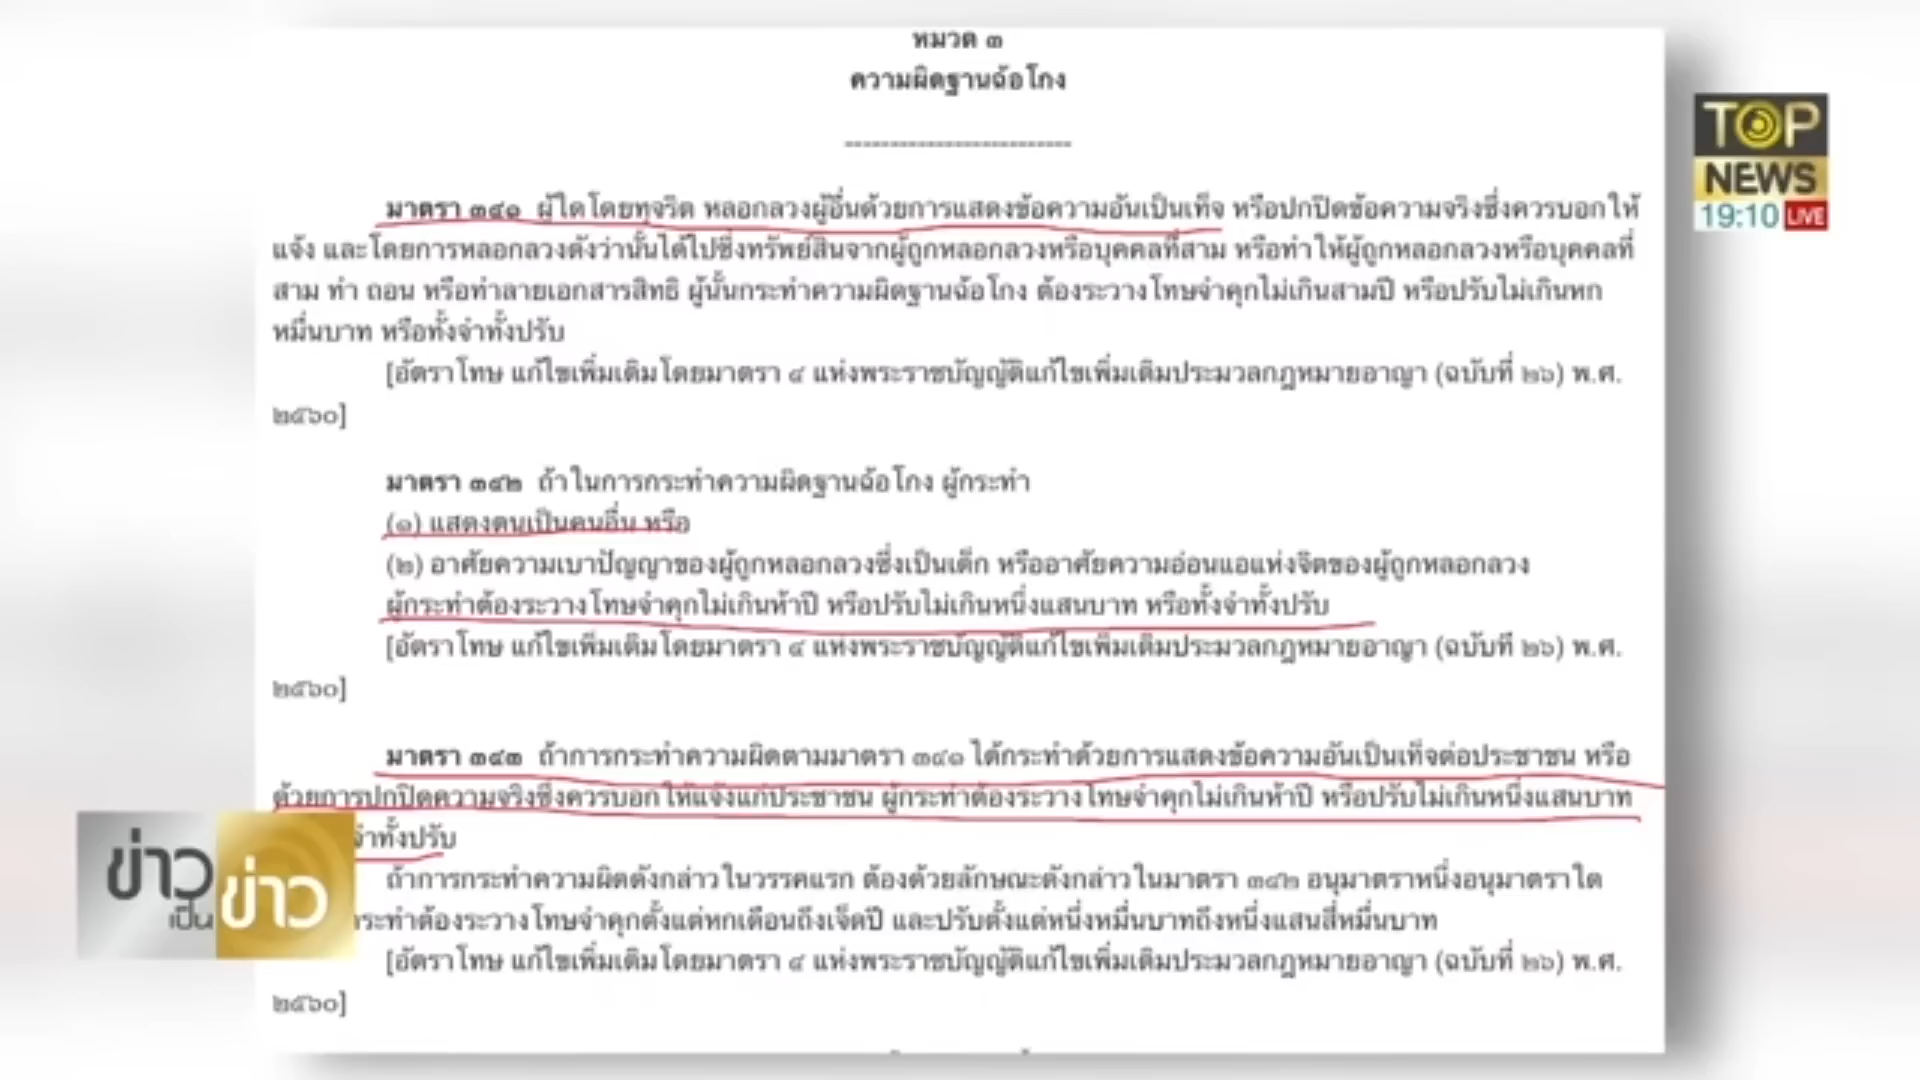 หมวด ๓
ความผิดฐานฉ้อโกง
-------------------------
มาตรา ๓๔๑ ผู้ใดโดยทุจริต หลอกลวงผู้อื่นด้วยการแสดงข้อความอันเป็นเท็จ หรือปกปิดข้อความจริงซึ่งควรบอกให้
แจ้ง และโดยการหลอกลวงดังว่านั้นได้ไปซึ่งทรัพย์สินจากผู้ถูกหลอกลวงหรือบุคคลที่สาม หรือทำให้ผู้ถูกหลอกลวงหรือบุคคลที่
สาม ทำ ถอน หรือทำลายเอกสารสิทธิ ผู้นั้นกระทำความผิดฐานฉ้อโกง ต้องระวางโทษจำคุกไม่เกินสามปี หรือปรับไม่เกินหก
หมื่นบาท หรือทั้งจำทั้งปรับ
[อัตราโทษ แก้ไขเพิ่มเติมโดยมาตรา ๔ แห่งพระราชบัญญัติแก้ไขเพิ่มเติมประมวลกฎหมายอาญา (ฉบับที่ ๒๖) พ.ศ.
๒๕๖๐]
มาตรา ๓๔๒ ถ้าในการกระทำความผิดฐานฉ้อโกง ผู้กระทำ
(๑) แสดงตนเป็นคนอื่น หรือ
(๒) อาศัยความเบาปัญญาของผู้ถูกหลอกลวงซึ่งเป็นเด็ก หรืออาศัยความอ่อนแอแห่งจิตของผู้ถูกหลอกลวง
ผู้กระทำต้องระวางโทษจำคุกไม่เกินห้าปี หรือปรับไม่เกินหนึ่งแสนบาท หรือทั้งจำทั้งปรับ
[อัตราโทษ แก้ไขเพิ่มเติมโดยมาตรา ๔ แห่งพระราชบัญญัติแก้ไขเพิ่มเติมประมวลกฎหมายอาญา (ฉบับที่ ๒๖) พ.ศ.
๒๕๖๐]
มาตรา ๓๔๓ ถ้าการกระทำความผิดตามมาตรา ๓๔๑ ได้กระทำด้วยการแสดงข้อความอันเป็นเท็จต่อประชาชน หรือ
ด้วยการปกปิดความจริงซึ่งควรบอกให้แจ้งแก่ประชาชน ผู้กระทำต้องระวางโทษจำคุกไม่เกินห้าปี หรือปรับไม่เกินหนึ่งแสนบาท
จำทั้งปรับ
ถ้าการกระทำความผิดดังกล่าวในวรรคแรก ต้องด้วยลักษณะดังกล่าวในมาตรา ๓๔๒ อนุมาตราหนึ่งอนุมาตราใด
กระทำต้องระวางโทษจำคุกตั้งแต่หกเดือนถึงเจ็ดปี และปรับตั้งแต่หนึ่งหมื่นบาทถึงหนึ่งแสนสี่หมื่นบาท
[อัตราโทษ แก้ไขเพิ่มเติมโดยมาตรา ๔ แห่งพระราชบัญญัติแก้ไขเพิ่มเติมประมวลกฎหมายอาญา (ฉบับที่ ๒๖) พ.ศ.
๒๕๖๐]
TOP
NEWS
19:10 LIVE
ข่าว
เป็น
ข่าว